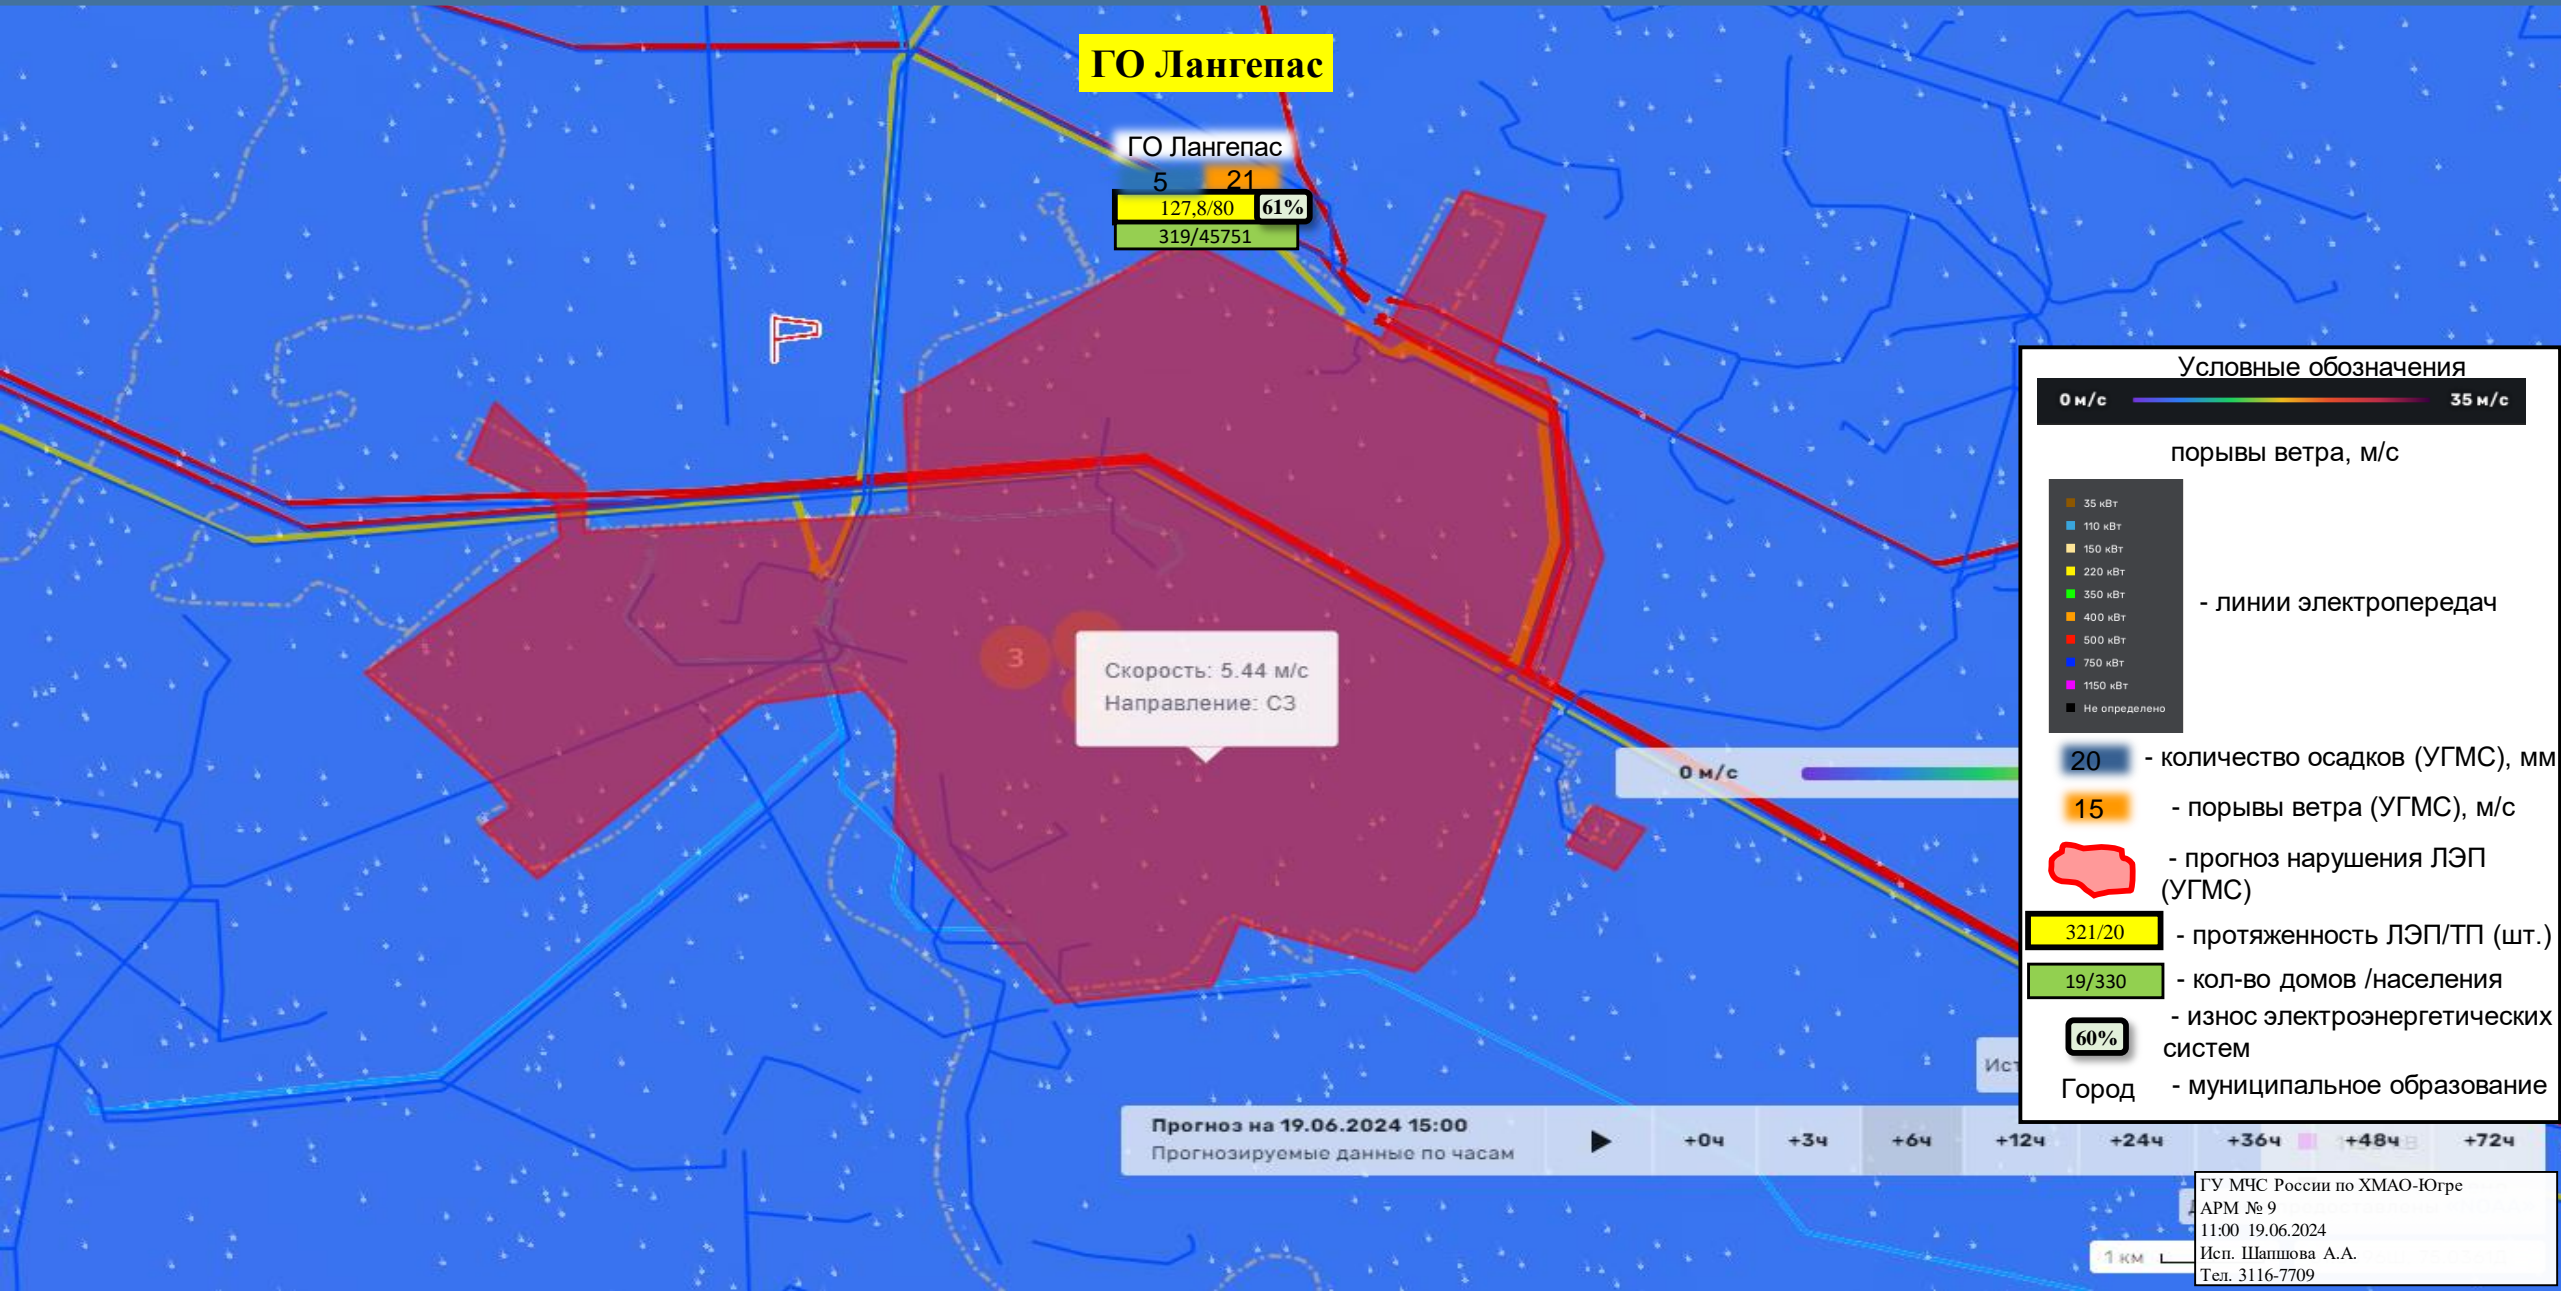 ГО Лангепас
ГО Лангепас
5 21
127,8/80 61%
319/45751
3
Скорость: 5.44 м/с
Направление: СЗ
0 м/с
Условные обозначения
0 м/с 35 м/с
порывы ветра, м/с
35 кВт
110 кВт
150 кВт
220 кВт
350 кВт
400 кВт
500 кВт
750 кВт
1150 кВт
Не определено
- линии электропередач
20 - количество осадков (УГМС), мм
15 - порывы ветра (УГМС), м/с
- прогноз нарушения ЛЭП
(УГМС)
321/20 - протяженность ЛЭП/ТП (шт.)
19/330 - кол-во домов /населения
60% - износ электроэнергетических
систем
Город - муниципальное образование
Прогноз на 19.06.2024 15:00
Прогнозируемые данные по часам
+0ч +3ч +6ч +12ч +24ч +36ч +48ч +72ч
ГУ МЧС России по ХМАО-Югре
АРМ № 9
11:00 19.06.2024
Исп. Шапшова А.А.
Тел. 3116-7709
1 км